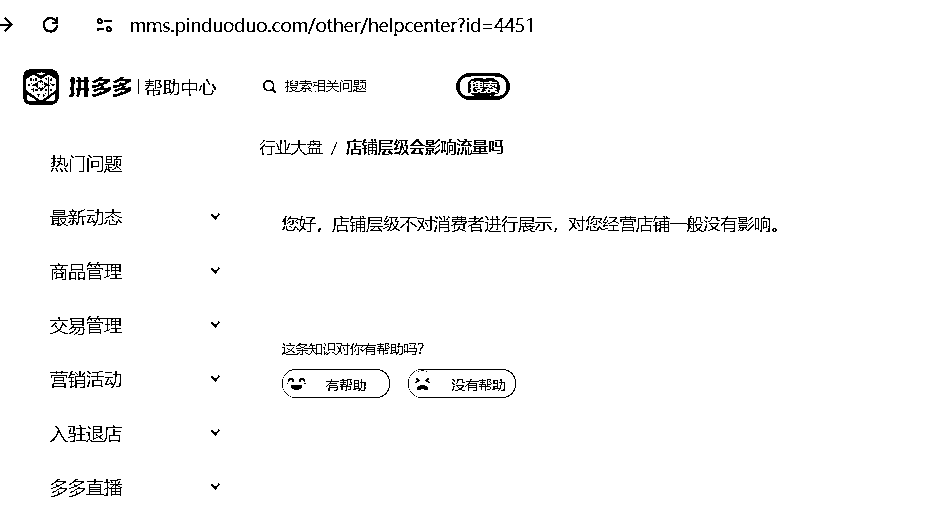 mms.pinduoduo.com/other/helpcenter?id=4451
拼多多 | 帮助中心
搜索相关问题
搜索
行业大盘 / 店铺层级会影响流量吗
热门问题
最新动态
您好，店铺层级不对消费者进行展示，对您经营店铺一般没有影响。
商品管理
交易管理
这条知识对你有帮助吗?
有帮助
没有帮助
营销活动
入驻退店
多多直播